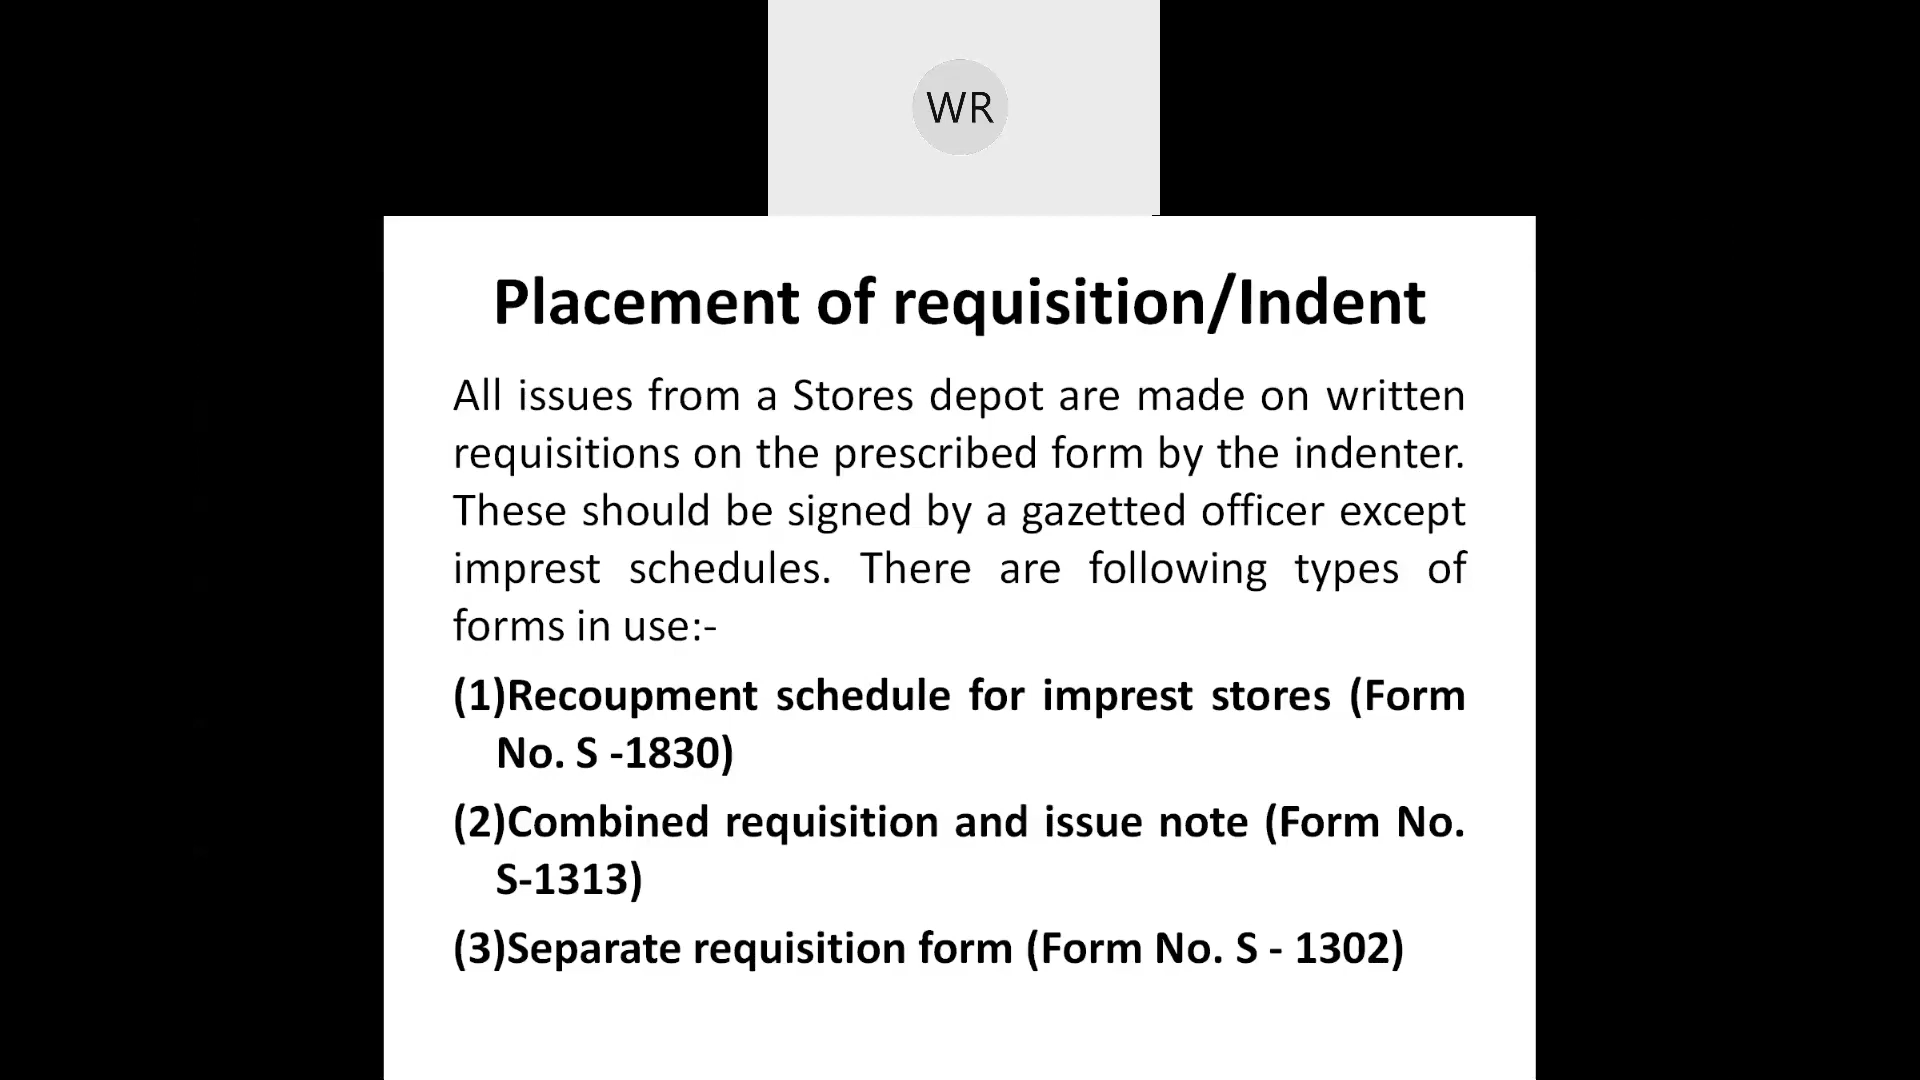 WR
Placement of requisition/Indent
All issues from a Stores depot are made on written
requisitions on the prescribed form by the indenter.
These should be signed by a gazetted officer except
imprest schedules. There are following types of
forms in use:-
(1)Recoupment schedule for imprest stores (Form
No. S -1830)
(2)Combined requisition and issue note (Form No.
S-1313)
(3)Separate requisition form (Form No. S - 1302)